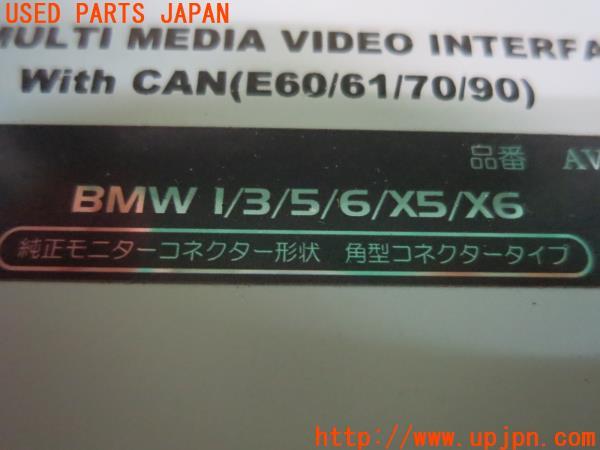 USED PARTS JAPAN
MULTI MEDIA VIDEO INTERFA
With CAN(E60/61/70/90)
品番 AV
BMW 1/3/5/6/X5/X6
純正モニターコネクター形状 角型コネクタータイプ
http://www.upjpn.com/